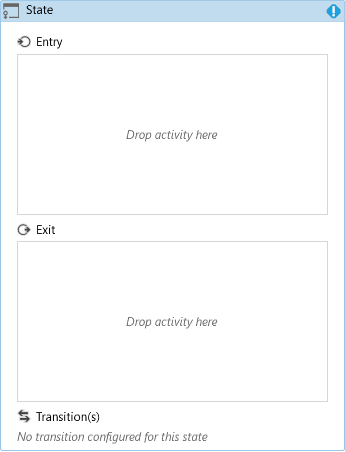 State
Entry
Drop activity here
Exit
Drop activity here
Transition(s)
No transition configured for this state